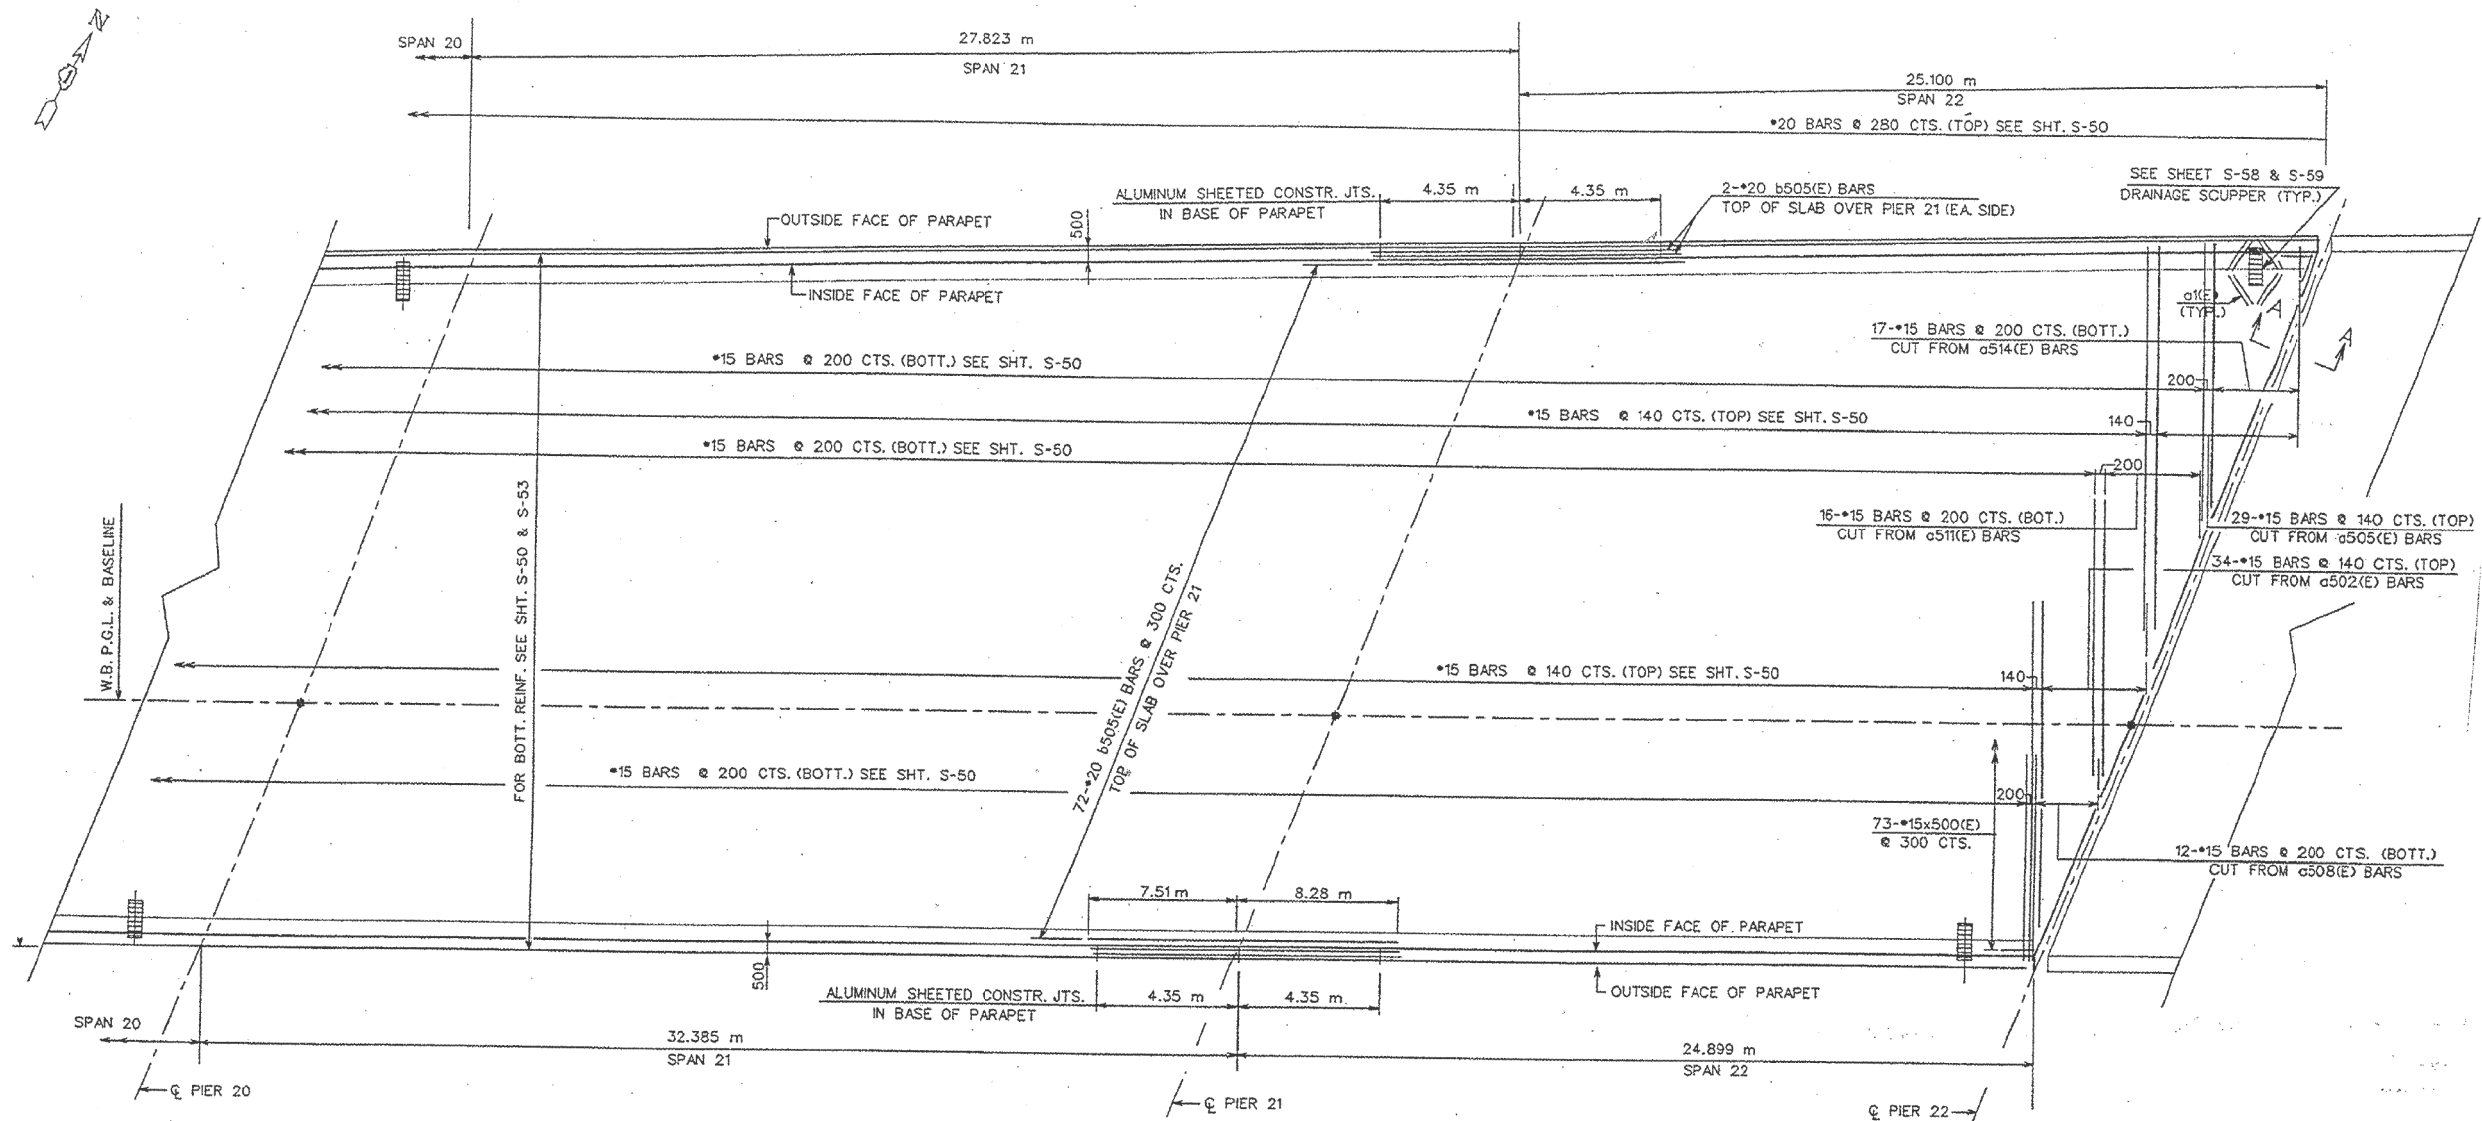 N
SPAN 20
27.823 m
SPAN 21
25.100 m
SPAN 22
•20 BARS @ 280 CTS. (TOP) SEE SHT. S-50
SEE SHEET S-58 & S-59
DRAINAGE SCUPPER (TYP.)
ALUMINUM SHEETED CONSTR. JTS.
IN BASE OF PARAPET
4.35 m
4.35 m
2-•20 b505(E) BARS
TOP OF SLAB OVER PIER 21 (EA. SIDE)
OUTSIDE FACE OF PARAPET
500
INSIDE FACE OF PARAPET
a1(E)
(TYP.)
A
A
17-•15 BARS @ 200 CTS. (BOTT.)
CUT FROM a514(E) BARS
•15 BARS @ 200 CTS. (BOTT.) SEE SHT. S-50
200
•15 BARS @ 140 CTS. (TOP) SEE SHT. S-50
140
•15 BARS @ 200 CTS. (BOTT.) SEE SHT. S-50
200
W.B. P.G.L. & BASELINE
FOR BOTT. REINF. SEE SHT. S-50 & S-53
72-•20 b505(E) BARS @ 300 CTS.
TOP OF SLAB OVER PIER 21
16-•15 BARS @ 200 CTS. (BOT.)
CUT FROM a511(E) BARS
29-•15 BARS @ 140 CTS. (TOP)
CUT FROM a505(E) BARS
34-•15 BARS @ 140 CTS. (TOP)
CUT FROM a502(E) BARS
•15 BARS @ 140 CTS. (TOP) SEE SHT. S-50
140
•15 BARS @ 200 CTS. (BOTT.) SEE SHT. S-50
200
73-•15x500(E)
@ 300 CTS.
12-•15 BARS @ 200 CTS. (BOTT.)
CUT FROM a508(E) BARS
7.51 m
8.28 m
INSIDE FACE OF PARAPET
500
OUTSIDE FACE OF PARAPET
ALUMINUM SHEETED CONSTR. JTS.
IN BASE OF PARAPET
4.35 m
4.35 m
SPAN 20
32.385 m
SPAN 21
24.899 m
SPAN 22
℄ PIER 20
℄ PIER 21
℄ PIER 22